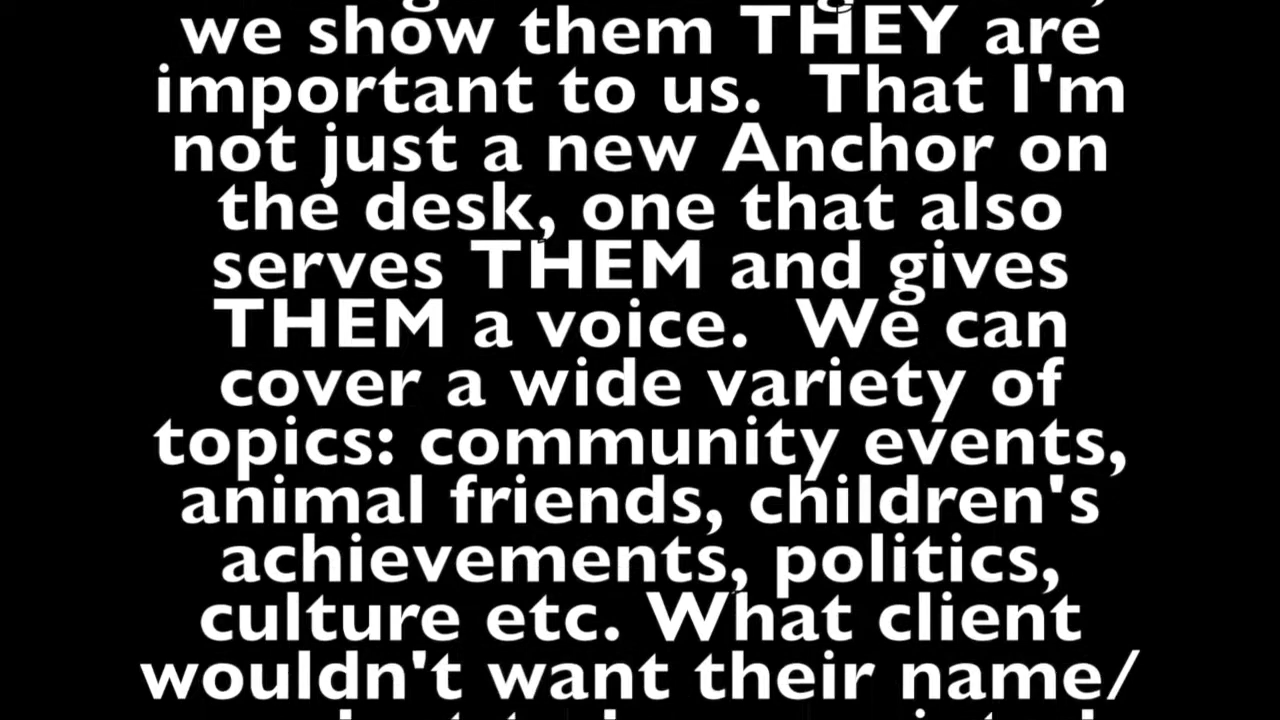 we show them THEY are
important to us.  That I'm
not just a new Anchor on
the desk, one that also
serves THEM and gives
THEM a voice.  We can
cover a wide variety of
topics: community events,
animal friends, children's
achievements, politics,
culture etc. What client
wouldn't want their name/